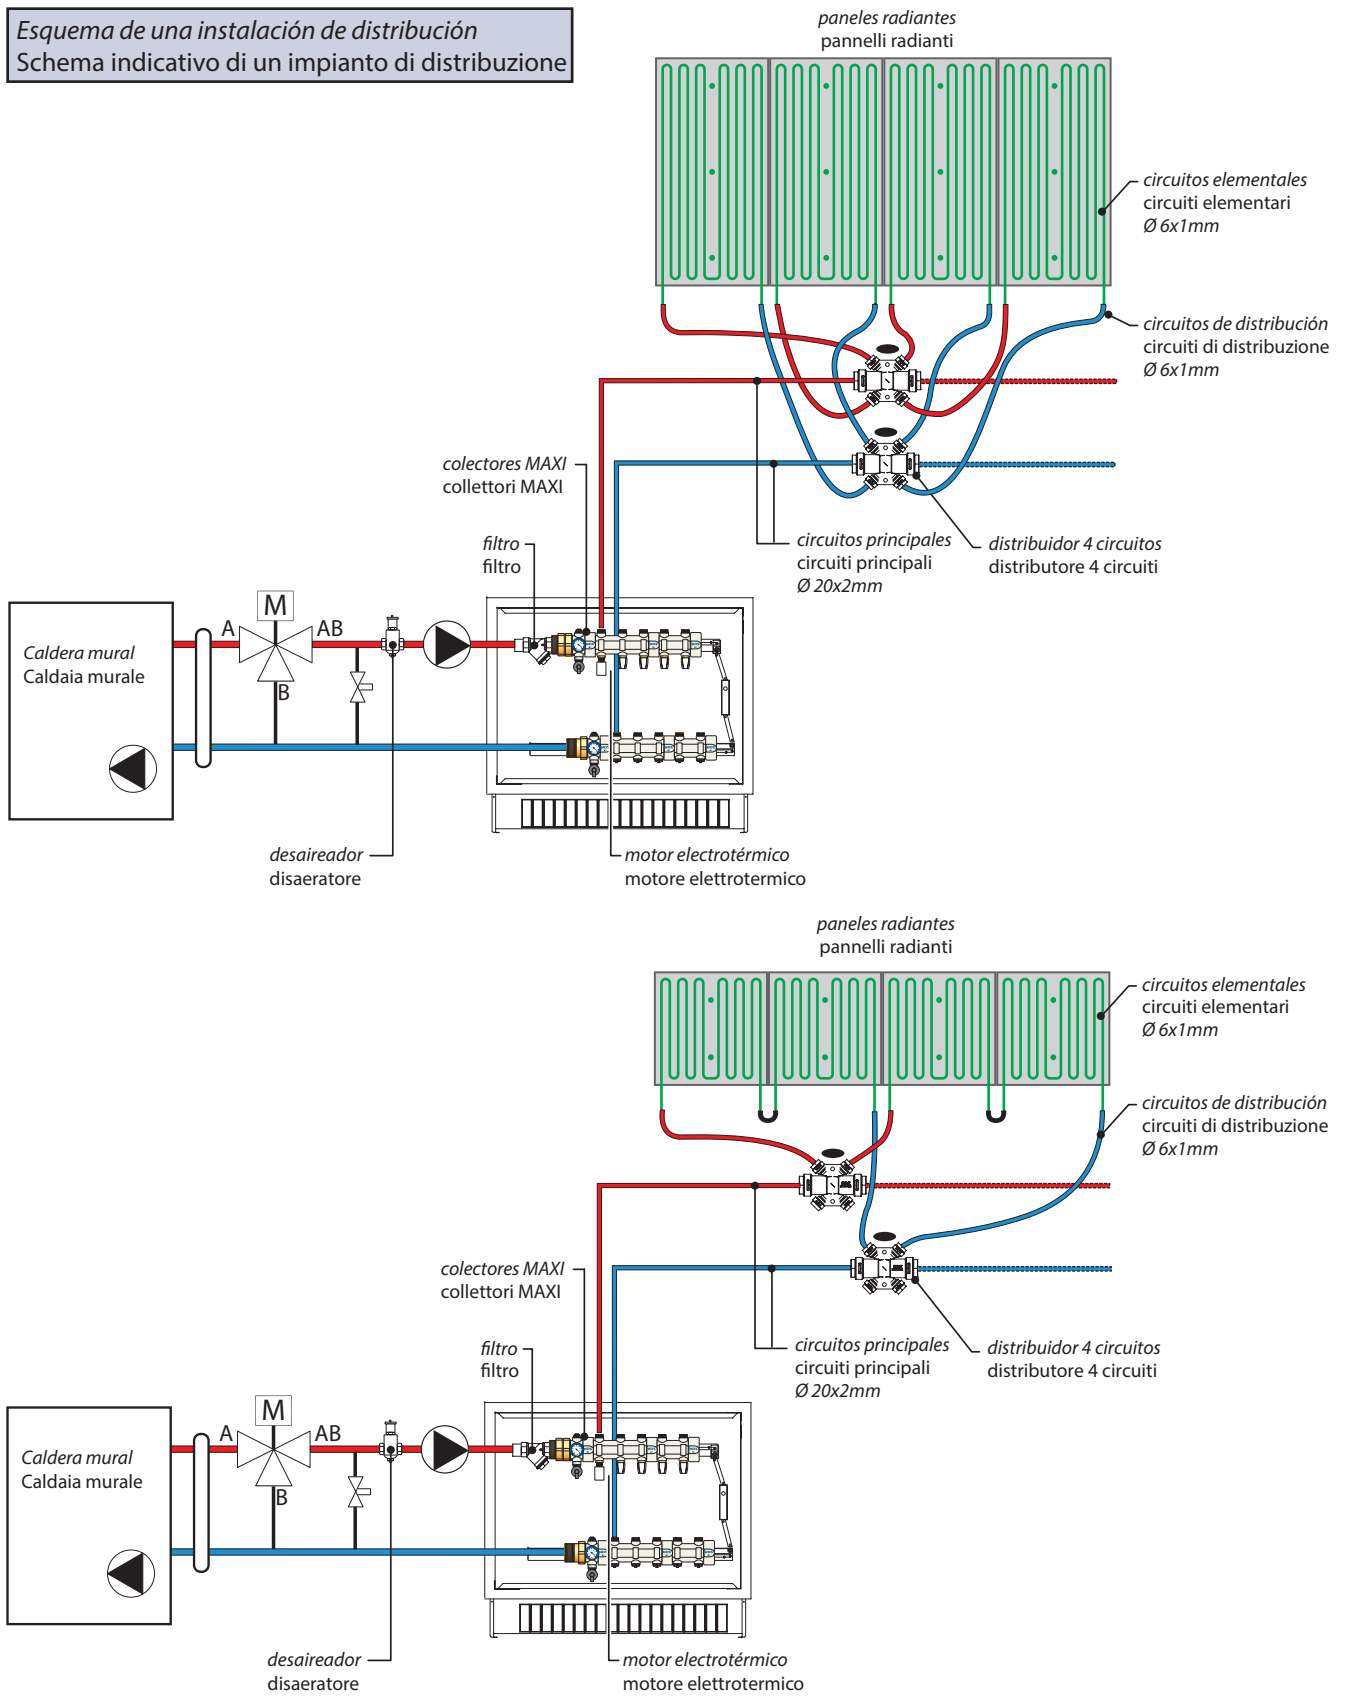 Esquema de una instalación de distribución
Schema indicativo di un impianto di distribuzione
paneles radiantes
pannelli radianti
circuitos elementales
circuiti elementari
Ø 6x1mm
circuitos de distribución
circuiti di distribuzione
Ø 6x1mm
colectores MAXI
collettori MAXI
filtro
filtro
circuitos principales
circuiti principali
Ø 20x2mm
distribuidor 4 circuitos
distributore 4 circuiti
M
A
AB
B
Caldera mural
Caldaia murale
desaireador
disaeratore
motor electrotérmico
motore elettrotermico
paneles radiantes
pannelli radianti
circuitos elementales
circuiti elementari
Ø 6x1mm
circuitos de distribución
circuiti di distribuzione
Ø 6x1mm
colectores MAXI
collettori MAXI
filtro
filtro
circuitos principales
circuiti principali
Ø 20x2mm
distribuidor 4 circuitos
distributore 4 circuiti
M
A
AB
B
Caldera mural
Caldaia murale
desaireador
disaeratore
motor electrotérmico
motore elettrotermico